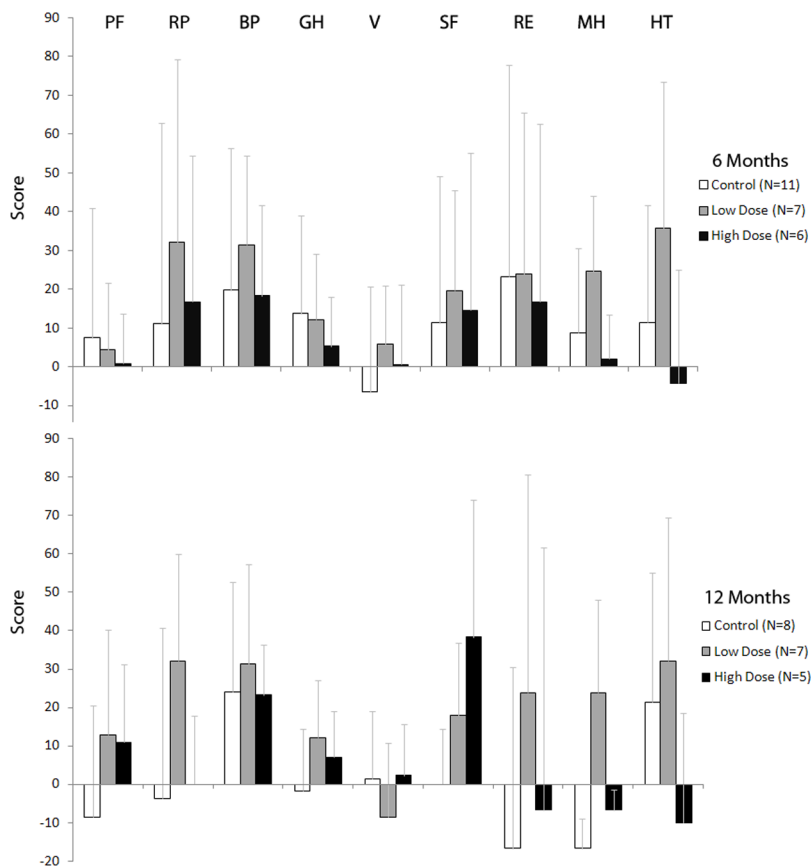 PF RP BP GH V SF RE MH HT
90
80
70
60
50
40
30
20
10
0
-10
Score
6 Months
Control (N=11)
Low Dose (N=7)
High Dose (N=6)
90
80
70
60
50
40
30
20
10
0
-10
-20
Score
12 Months
Control (N=8)
Low Dose (N=7)
High Dose (N=5)